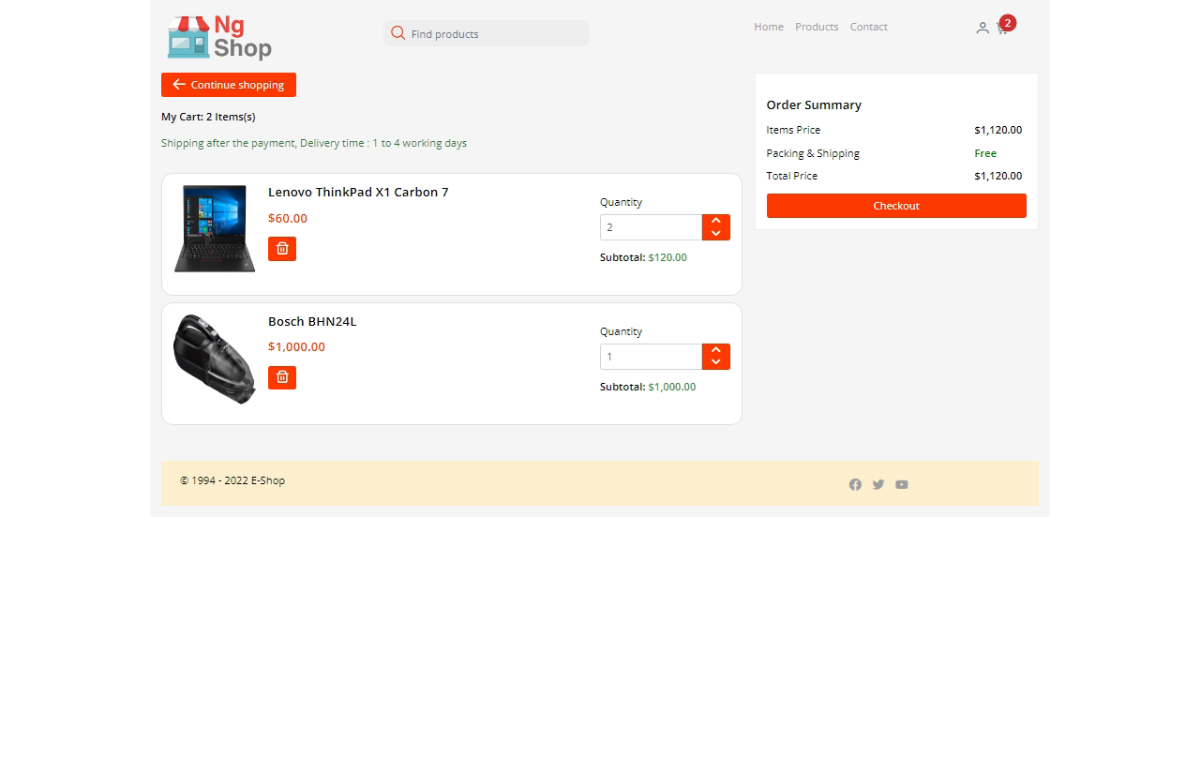 Ng
Shop
Find products
Home Products Contact
2
Continue shopping
My Cart: 2 Items(s)
Shipping after the payment, Delivery time : 1 to 4 working days
Lenovo ThinkPad X1 Carbon 7
$60.00
Quantity
2
Subtotal: $120.00
Bosch BHN24L
$1,000.00
Quantity
1
Subtotal: $1,000.00
Order Summary
Items Price $1,120.00
Packing & Shipping Free
Total Price $1,120.00
Checkout
© 1994 - 2022 E-Shop